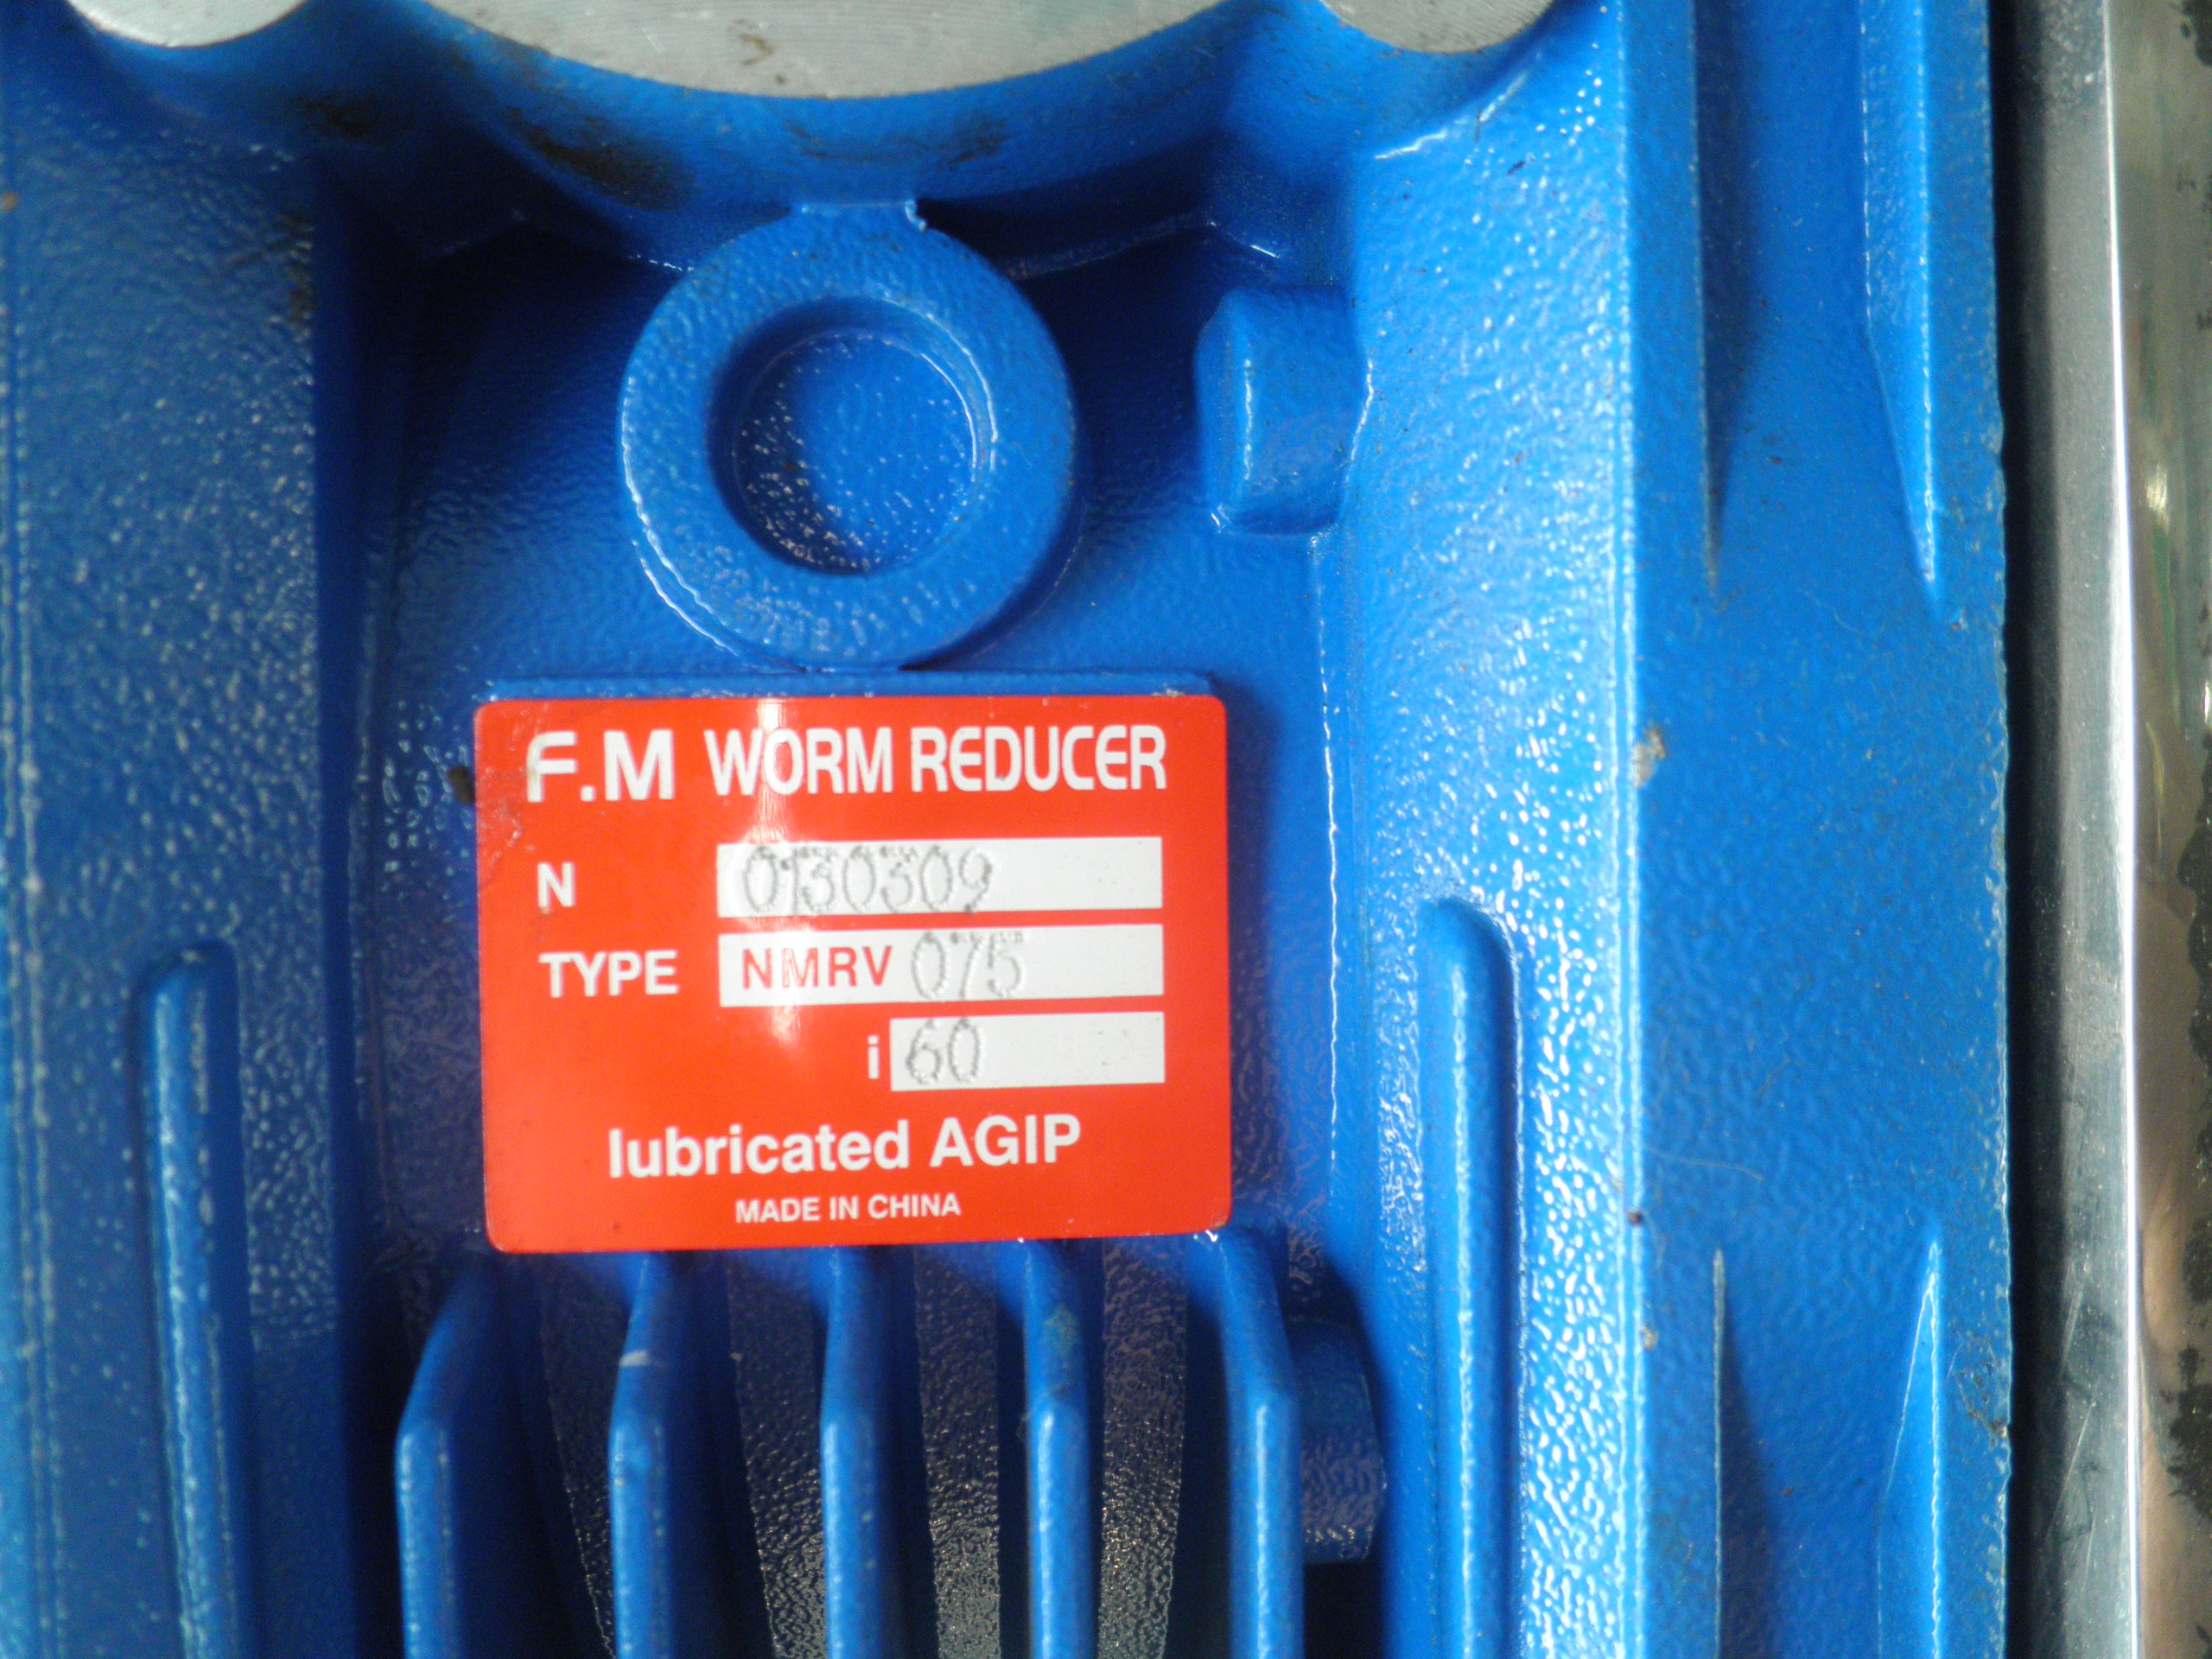 F.M WORM REDUCER
N 0130309
TYPE NMRV 075
i 60
lubricated AGIP
MADE IN CHINA